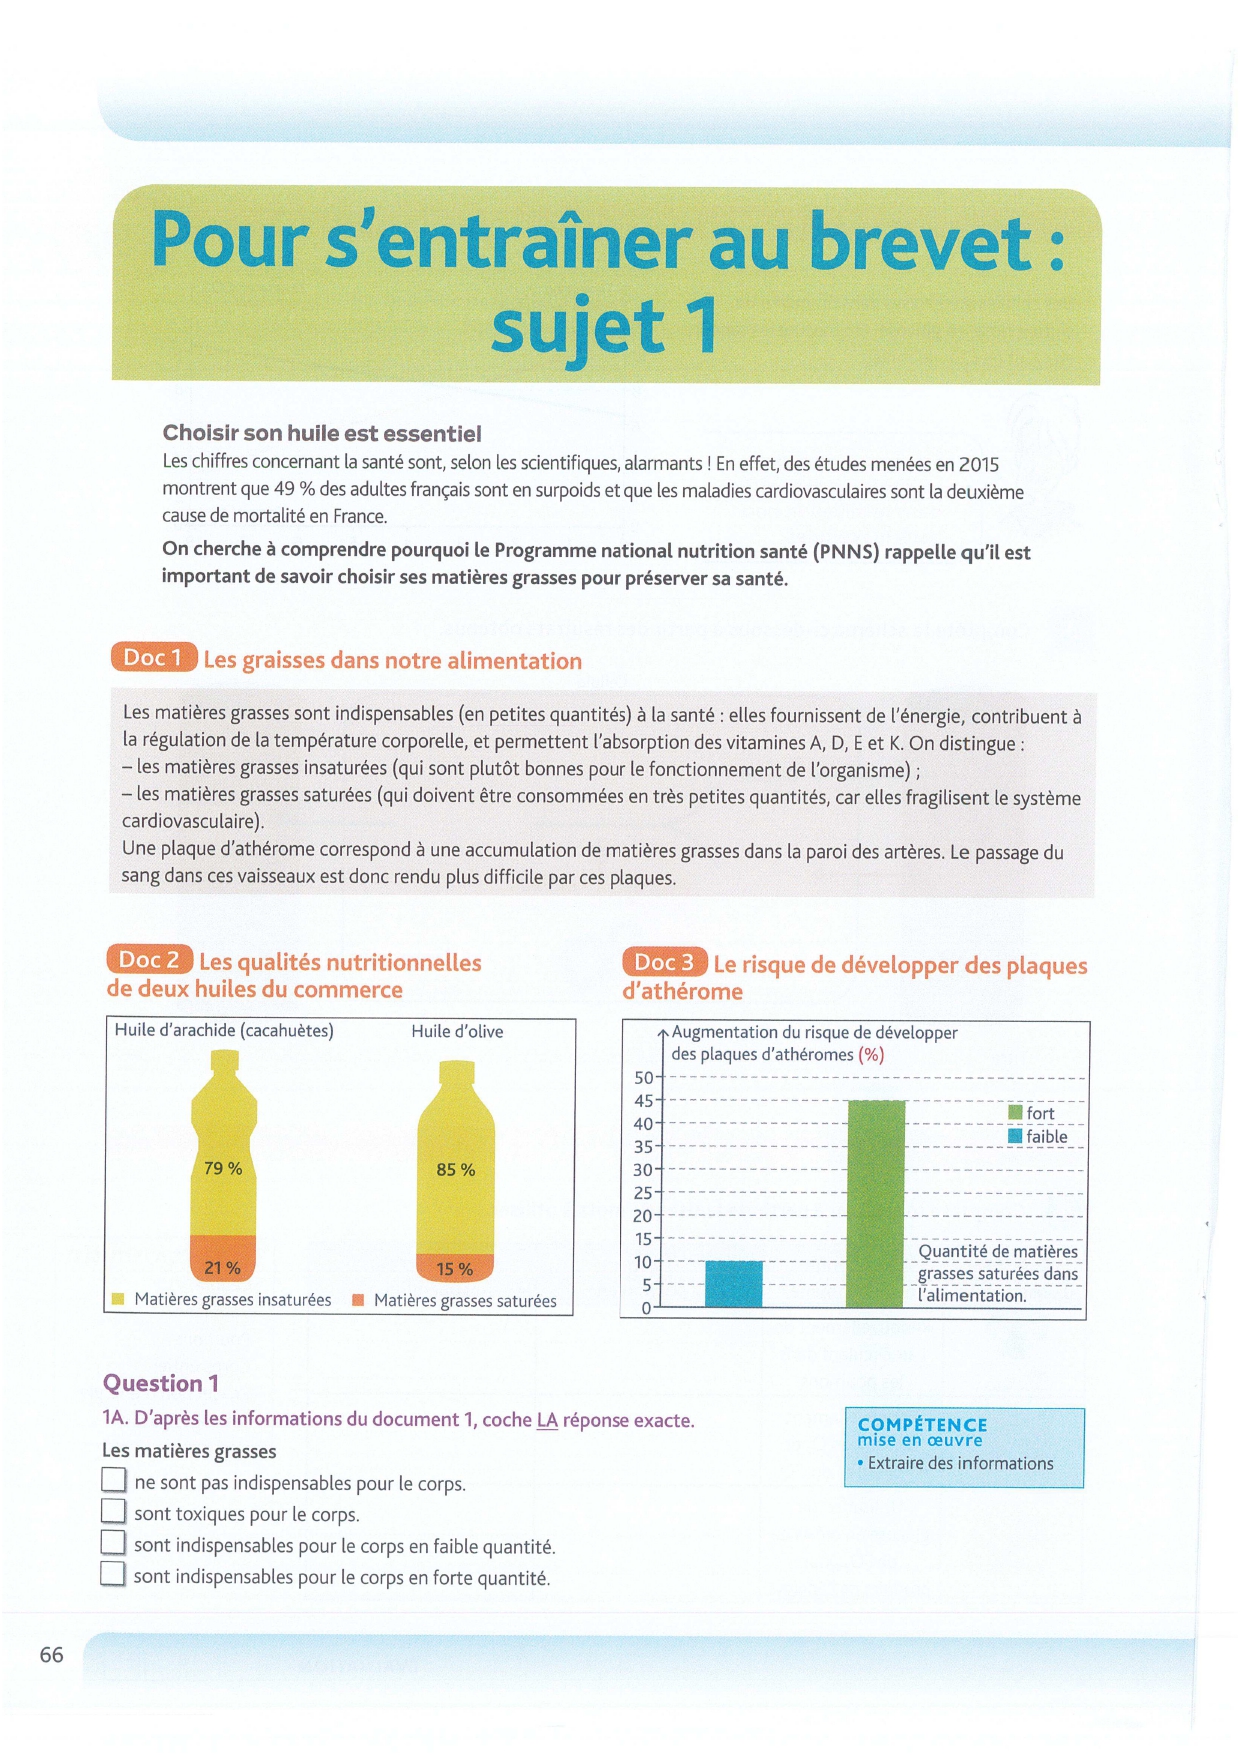 Pour s'entraîner au brevet :
sujet 1
Choisir son huile est essentiel
Les chiffres concernant la santé sont, selon les scientifiques, alarmants ! En effet, des études menées en 2015
montrent que 49 % des adultes français sont en surpoids et que les maladies cardiovasculaires sont la deuxième
cause de mortalité en France.
On cherche à comprendre pourquoi le Programme national nutrition santé (PNNS) rappelle qu'il est
important de savoir choisir ses matières grasses pour préserver sa santé.
Doc 1 Les graisses dans notre alimentation
Les matières grasses sont indispensables (en petites quantités) à la santé : elles fournissent de l'énergie, contribuent à
la régulation de la température corporelle, et permettent l'absorption des vitamines A, D, E et K. On distingue :
– les matières grasses insaturées (qui sont plutôt bonnes pour le fonctionnement de l'organisme) ;
– les matières grasses saturées (qui doivent être consommées en très petites quantités, car elles fragilisent le système
cardiovasculaire).
Une plaque d'athérome correspond à une accumulation de matières grasses dans la paroi des artères. Le passage du
sang dans ces vaisseaux est donc rendu plus difficile par ces plaques.
Doc 2 Les qualités nutritionnelles
de deux huiles du commerce
Huile d'arachide (cacahuètes)
Huile d'olive
79 %
85 %
21 %
15 %
Matières grasses insaturées
Matières grasses saturées
Doc 3 Le risque de développer des plaques
d'athérome
Augmentation du risque de développer
des plaques d'athéromes (%)
50
45
40
35
30
25
20
15
10
5
0
fort
faible
Quantité de matières
grasses saturées dans
l'alimentation.
Question 1
1A. D'après les informations du document 1, coche LA réponse exacte.
Les matières grasses
ne sont pas indispensables pour le corps.
sont toxiques pour le corps.
sont indispensables pour le corps en faible quantité.
sont indispensables pour le corps en forte quantité.
COMPÉTENCE
mise en œuvre
• Extraire des informations
66